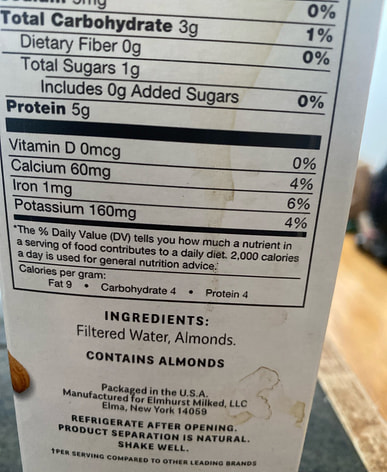 0%
Total Carbohydrate 3g 1%
Dietary Fiber 0g 0%
Total Sugars 1g
Includes 0g Added Sugars 0%
Protein 5g
Vitamin D 0mcg 0%
Calcium 60mg 4%
Iron 1mg 6%
Potassium 160mg 4%
*The % Daily Value (DV) tells you how much a nutrient in
a serving of food contributes to a daily diet. 2,000 calories
a day is used for general nutrition advice.
Calories per gram:
Fat 9 • Carbohydrate 4 • Protein 4
INGREDIENTS:
Filtered Water, Almonds.
CONTAINS ALMONDS
Packaged in the U.S.A.
Manufactured for Elmhurst Milked, LLC
Elma, New York 14059
REFRIGERATE AFTER OPENING.
PRODUCT SEPARATION IS NATURAL.
SHAKE WELL.
†PER SERVING COMPARED TO OTHER LEADING BRANDS